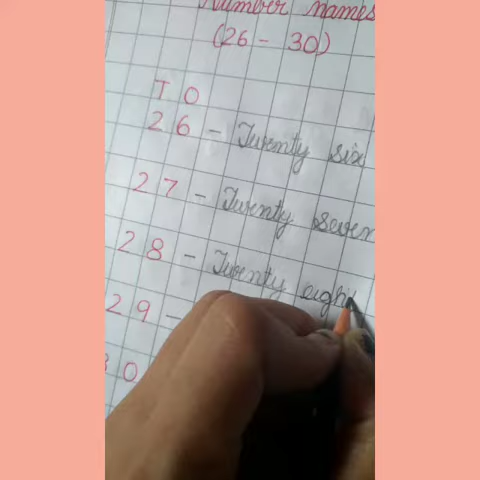 Number names
(26 - 30)
T O
26 - Twenty six
27 - Twenty seven
28 - Twenty eight
29 -
30